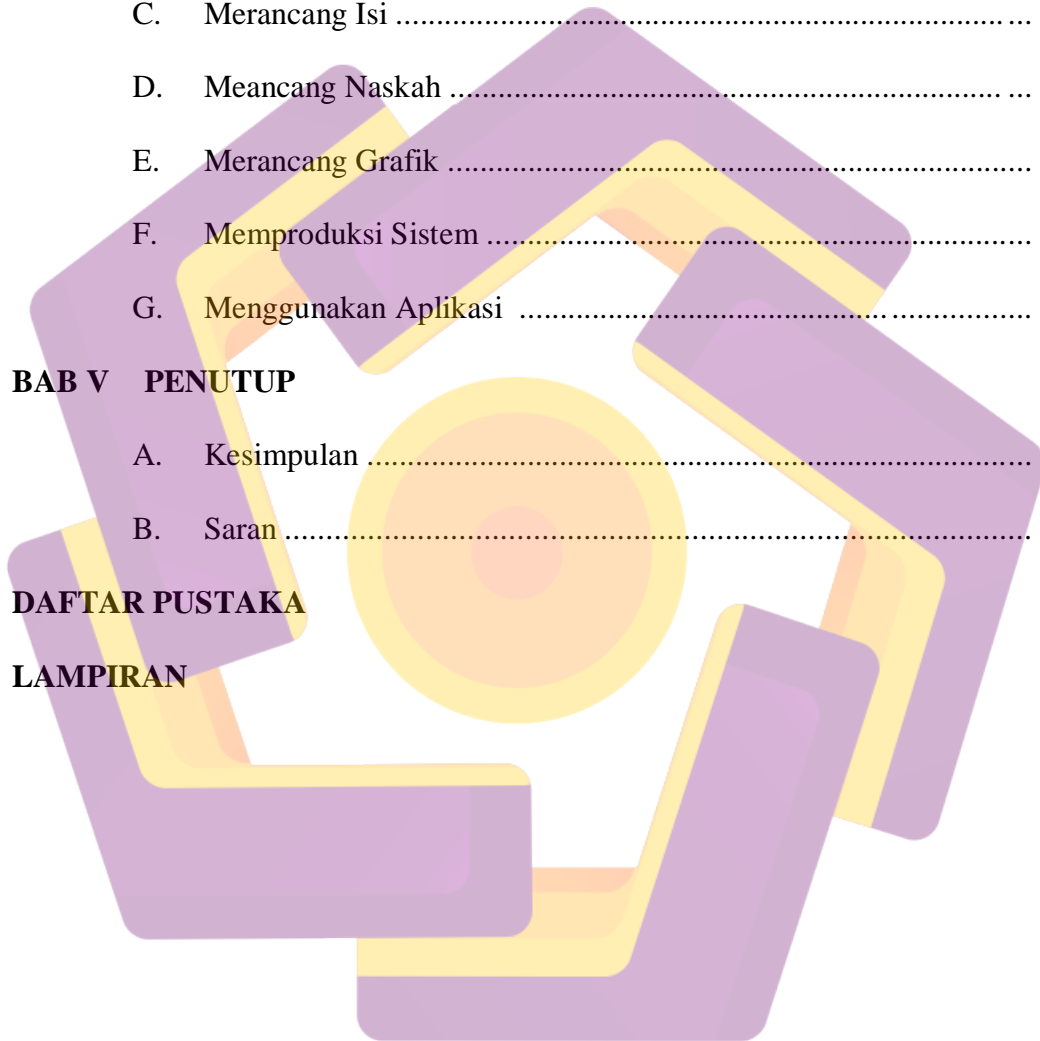 C. Merancang Isi ........................................................................... ...
D. Meancang Naskah .................................................................... ...
E. Merancang Grafik ........................................................................
F. Memproduksi Sistem ...................................................................
G. Menggunakan Aplikasi ............................................. .................
BAB V PENUTUP
A. Kesimpulan ..................................................................................
B. Saran ............................................................................................
DAFTAR PUSTAKA
LAMPIRAN